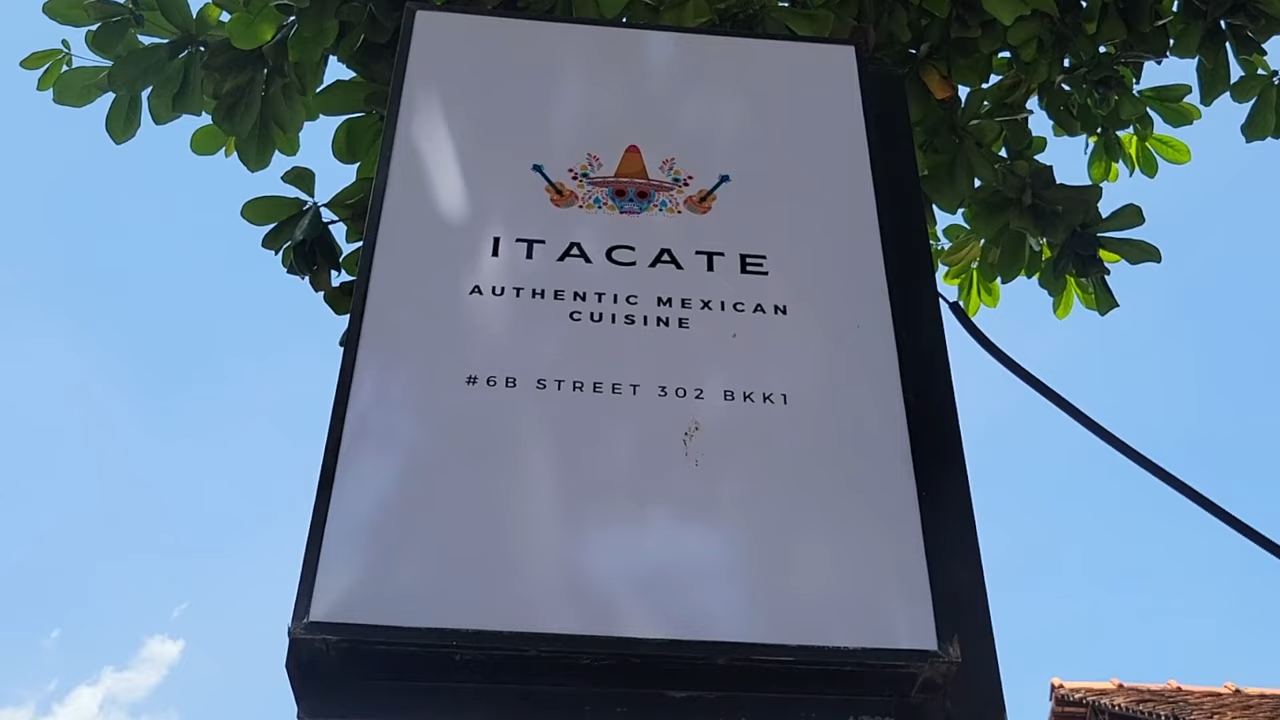 ITACATE
AUTHENTIC MEXICAN
CUISINE
#6B STREET 302 BKK1